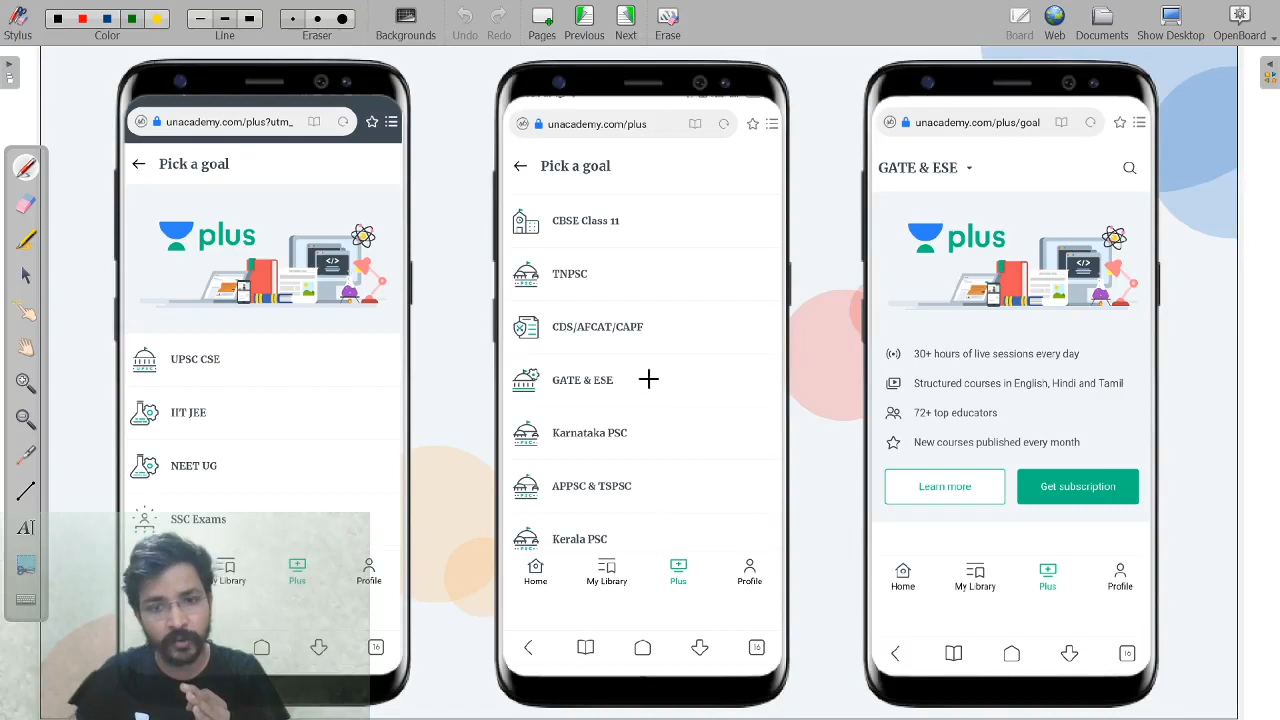 Stylus
Color
Line
Eraser
Backgrounds
Undo
Redo
Pages
Previous
Next
Erase
Board
Web
Documents
Show Desktop
OpenBoard
unacademy.com/plus?utm_
Pick a goal
plus
UPSC CSE
IIT JEE
NEET UG
SSC Exams
y Library
Plus
Profile
16
unacademy.com/plus
Pick a goal
CBSE Class 11
TNPSC
CDS/AFCAT/CAPF
GATE & ESE
Karnataka PSC
APPSC & TSPSC
Kerala PSC
Home
My Library
Plus
Profile
16
unacademy.com/plus/goal
GATE & ESE
plus
30+ hours of live sessions every day
Structured courses in English, Hindi and Tamil
72+ top educators
New courses published every month
Learn more
Get subscription
Home
My Library
Plus
Profile
16